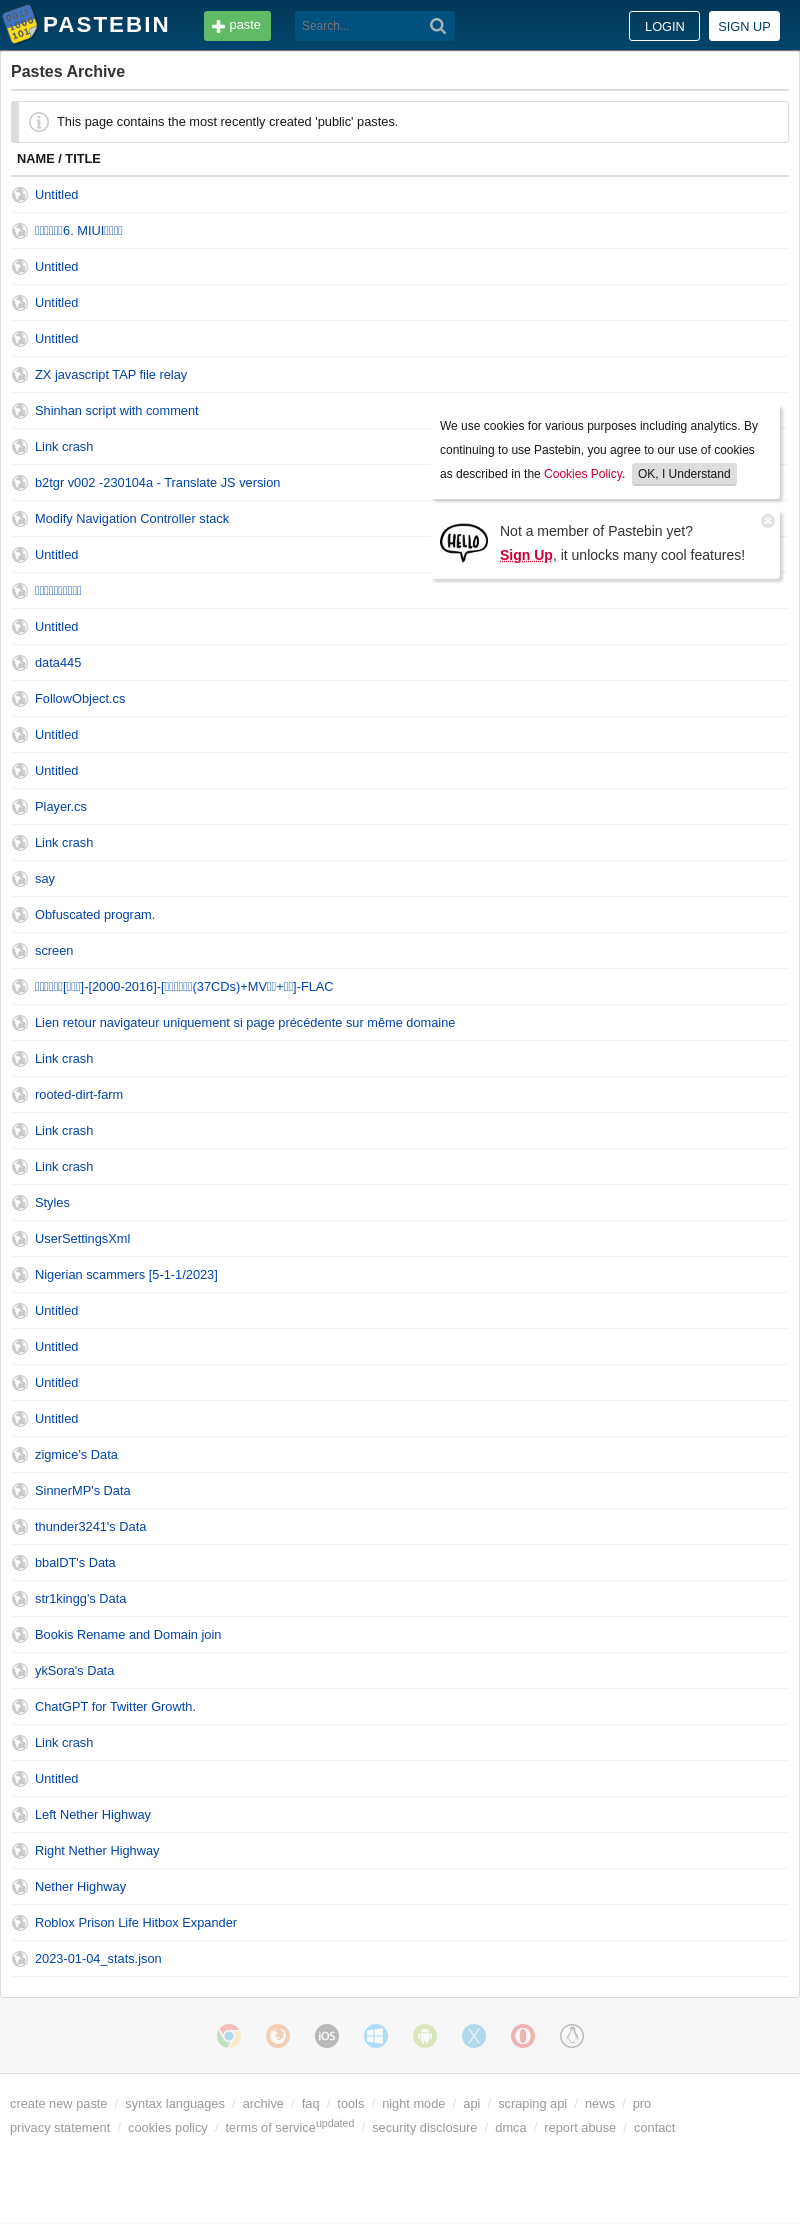 PASTEBIN
paste
Search...
LOGIN
SIGN UP
Pastes Archive
This page contains the most recently created 'public' pastes.
NAME / TITLE
Untitled
6. MIUI
Untitled
Untitled
Untitled
ZX javascript TAP file relay
Shinhan script with comment
Link crash
b2tgr v002 -230104a - Translate JS version
Modify Navigation Controller stack
Untitled
We use cookies for various purposes including analytics. By
continuing to use Pastebin, you agree to our use of cookies
as described in the Cookies Policy. OK, I Understand
HELLO
Not a member of Pastebin yet?
Sign Up, it unlocks many cool features!
Untitled
data445
FollowObject.cs
Untitled
Untitled
Player.cs
Link crash
say
Obfuscated program.
screen
[]-[2000-2016]-[(37CDs)+MV+]-FLAC
Lien retour navigateur uniquement si page précédente sur même domaine
Link crash
rooted-dirt-farm
Link crash
Link crash
Styles
UserSettingsXml
Nigerian scammers [5-1-1/2023]
Untitled
Untitled
Untitled
Untitled
zigmice's Data
SinnerMP's Data
thunder3241's Data
bbalDT's Data
str1kingg's Data
Bookis Rename and Domain join
ykSora's Data
ChatGPT for Twitter Growth.
Link crash
Untitled
Left Nether Highway
Right Nether Highway
Nether Highway
Roblox Prison Life Hitbox Expander
2023-01-04_stats.json
iOS
create new paste / syntax languages / archive / faq / tools / night mode / api / scraping api / news / pro
privacy statement / cookies policy / terms of serviceupdated / security disclosure / dmca / report abuse / contact